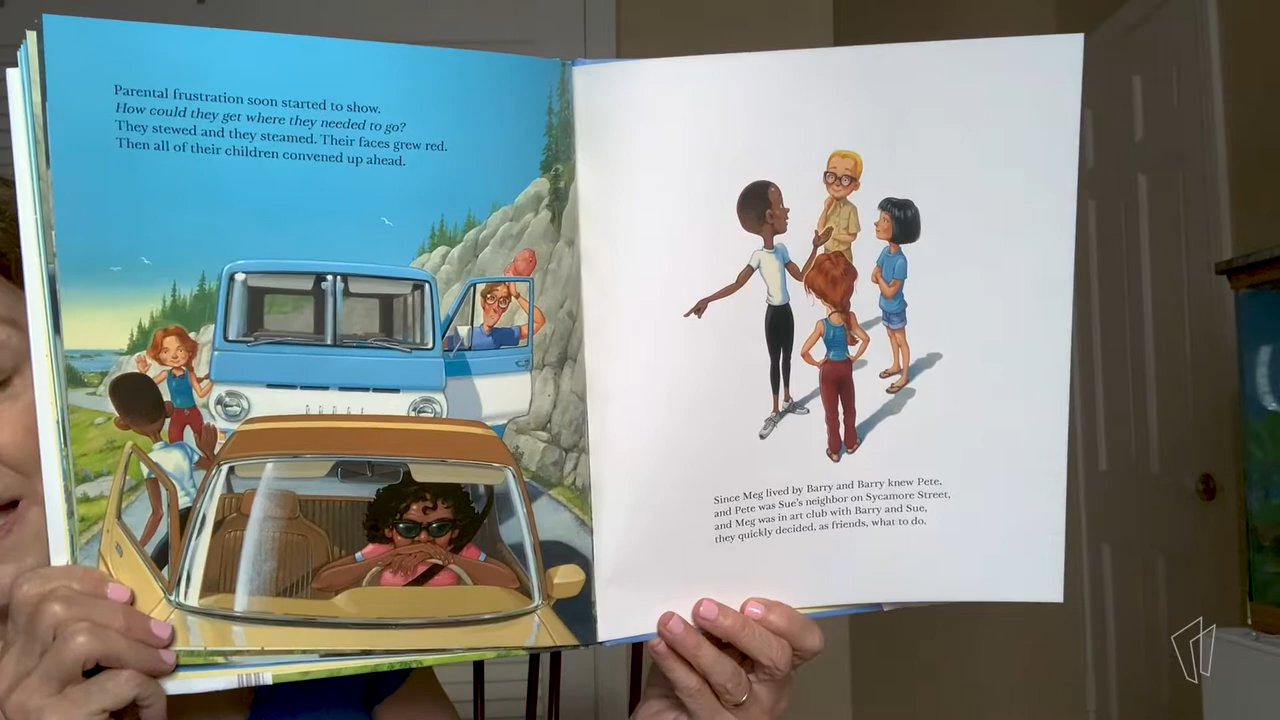 Parental frustration soon started to show.
How could they get where they needed to go?
They stewed and they steamed. Their faces grew red.
Then all of their children convened up ahead.
DODGE
Since Meg lived by Barry and Barry knew Pete,
and Pete was Sue's neighbor on Sycamore Street,
and Meg was in art club with Barry and Sue,
they quickly decided, as friends, what to do.